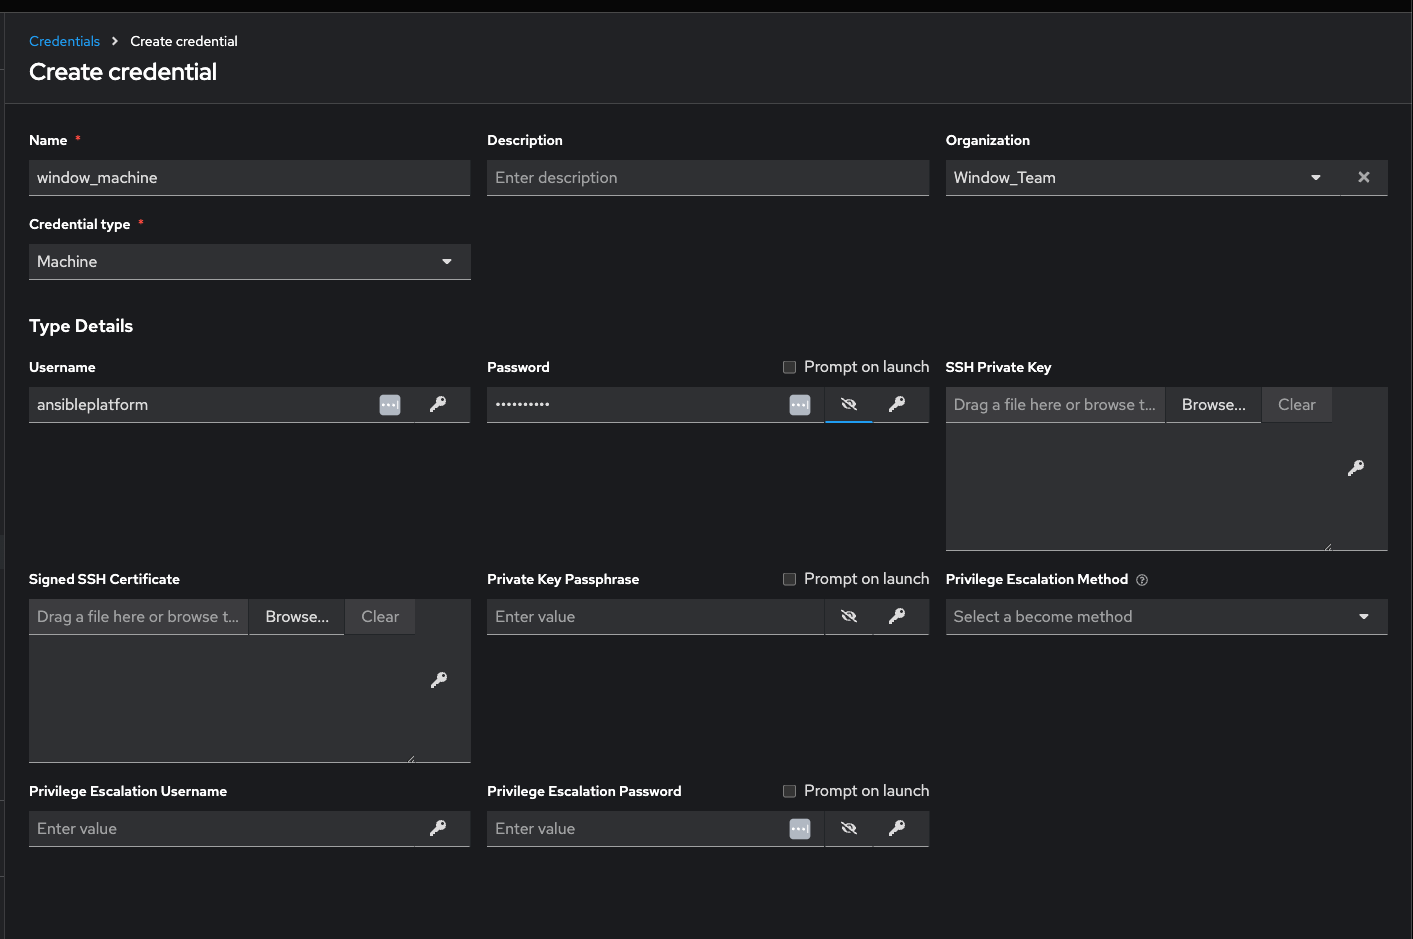 Credentials > Create credential
Create credential
Name * Description Organization
window_machine Enter description Window_Team
Credential type *
Machine
Type Details
Username Password Prompt on launch SSH Private Key
ansibleplatform •••••••••• Drag a file here or browse t... Browse... Clear
Signed SSH Certificate Private Key Passphrase Prompt on launch Privilege Escalation Method
Drag a file here or browse t... Browse... Clear Enter value Select a become method
Privilege Escalation Username Privilege Escalation Password Prompt on launch
Enter value Enter value